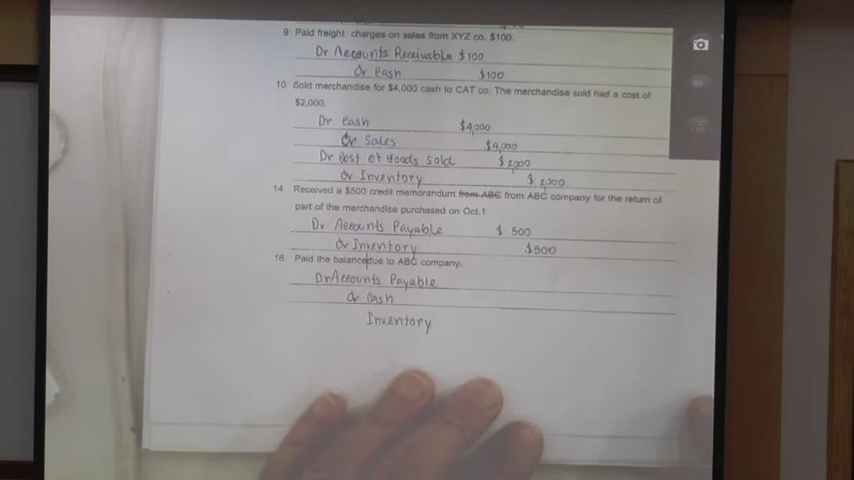 9 Paid freight charges on sales from XYZ co. $100.
Dr Accounts Receivable $100
Cr Cash $100
10 Sold merchandise for $4,000 cash to CAT co. The merchandise sold had a cost of
$2,000.
Dr Cash $4,000
Cr Sales $4,000
Dr Cost of Goods Sold $2,000
Cr Inventory $2,000
14 Received a $500 credit memorandum from ABC from ABC company for the return of
part of the merchandise purchased on Oct.1
Dr Accounts Payable $500
Cr Inventory $500
16 Paid the balance due to ABC company.
Dr Accounts Payable
Cr Cash
Inventory